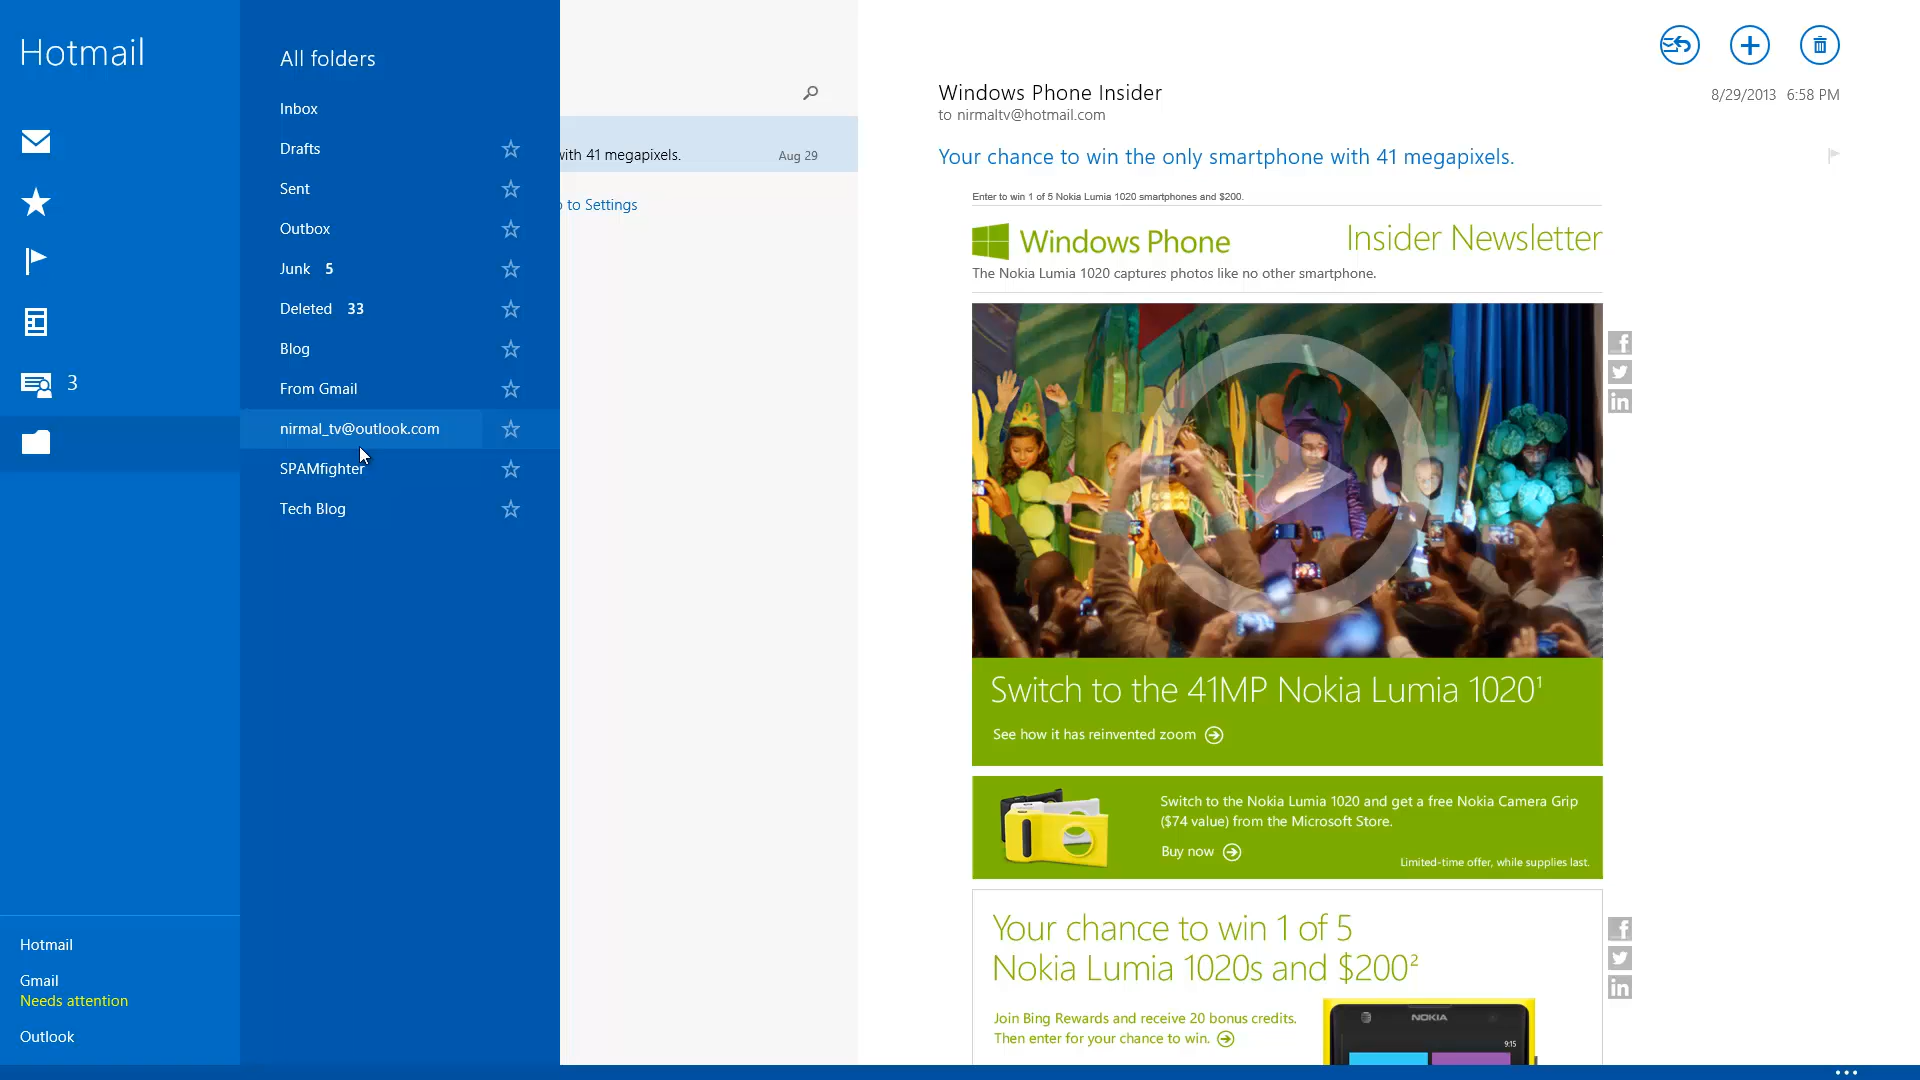 Hotmail
3
Hotmail
Gmail
Needs attention
Outlook
All folders
Inbox
Drafts
Sent
Outbox
Junk 5
Deleted 33
Blog
From Gmail
nirmal_tv@outlook.com
SPAMfighter
Tech Blog
with 41 megapixels.
Aug 29
to Settings
Windows Phone Insider
8/29/2013 6:58 PM
to nirmaltv@hotmail.com
Your chance to win the only smartphone with 41 megapixels.
Enter to win 1 of 5 Nokia Lumia 1020 smartphones and $200.
Windows Phone
Insider Newsletter
The Nokia Lumia 1020 captures photos like no other smartphone.
f
in
Switch to the 41MP Nokia Lumia 1020¹
See how it has reinvented zoom
Switch to the Nokia Lumia 1020 and get a free Nokia Camera Grip
($74 value) from the Microsoft Store.
Buy now
Limited-time offer, while supplies last.
Your chance to win 1 of 5
Nokia Lumia 1020s and $200²
f
in
Join Bing Rewards and receive 20 bonus credits.
Then enter for your chance to win.
NOKIA
9:15